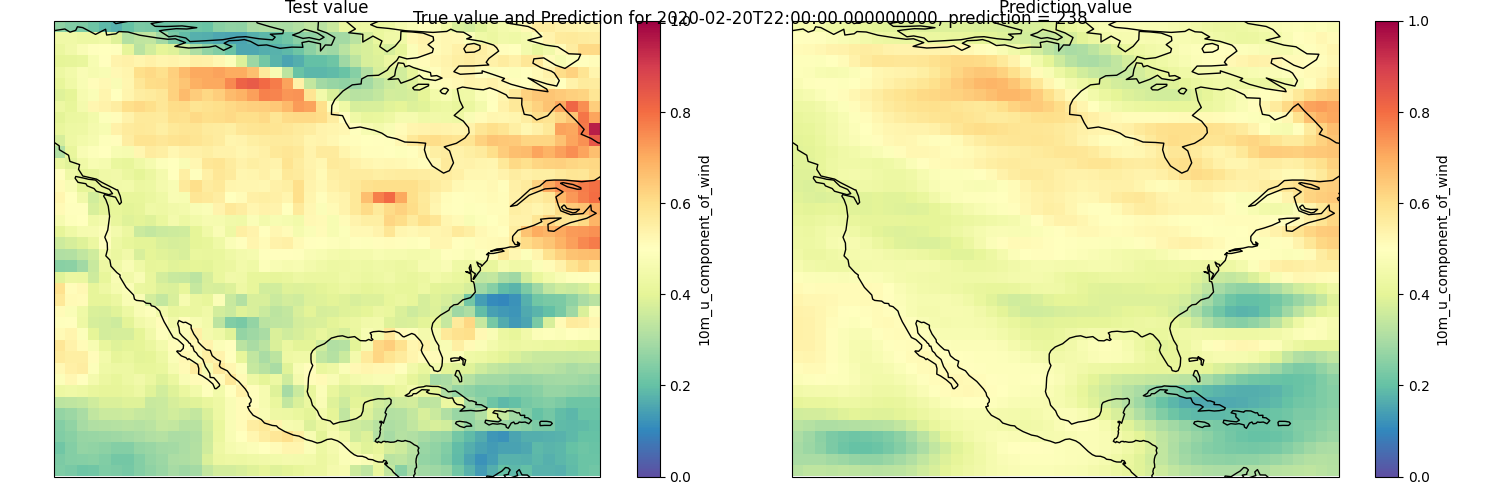 Test value
True value and Prediction for 2020-02-20T22:00:00.000000000, prediction = 238
Prediction value
1.0
0.8
0.6
0.4
0.2
0.0
10m_u_component_of_wind
1.0
0.8
0.6
0.4
0.2
0.0
10m_u_component_of_wind